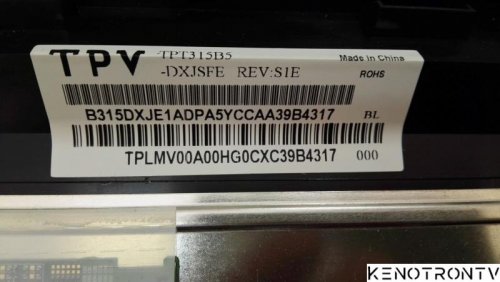 TPV -TPT315B5
-DXJSFE REV:S1E
Made in China
ROHS
B315DXJE1ADPA5YCCAA39B4317 BL
TPLMV00A00HG0CXC39B4317 000
KENOTRONTV